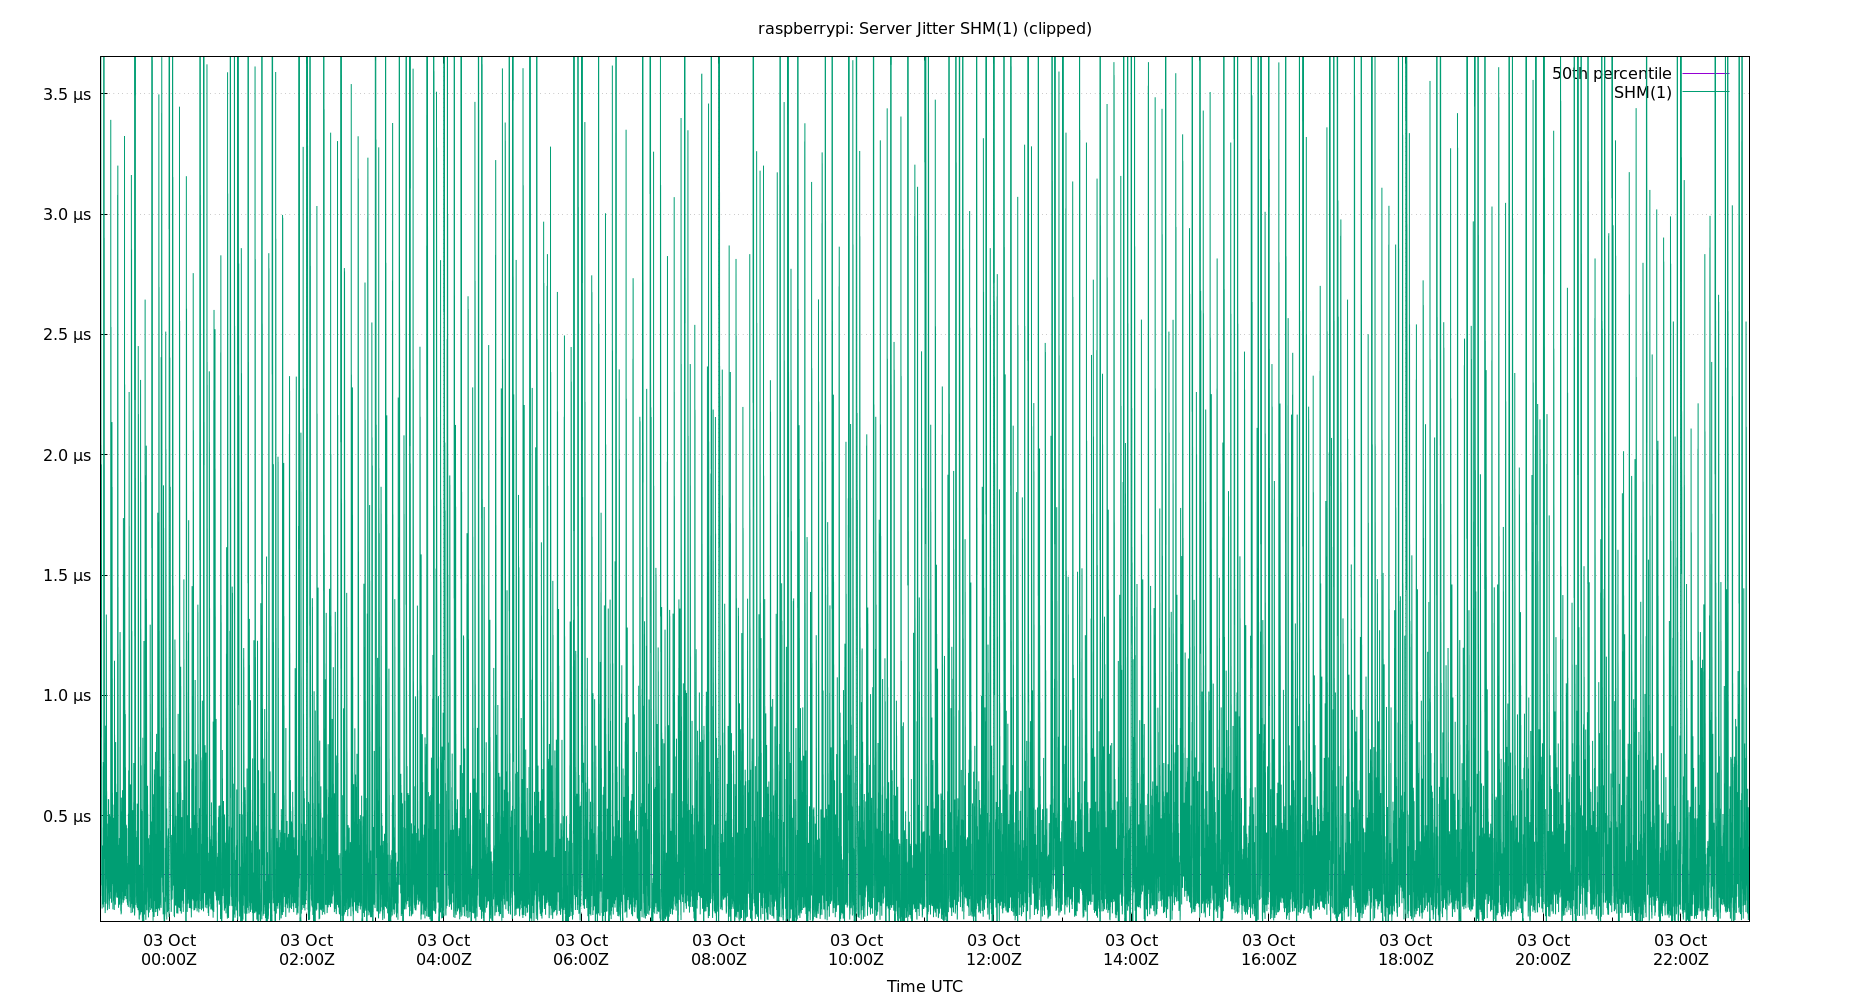 raspberrypi: Server Jitter SHM(1) (clipped)
50th percentile
SHM(1)
3.5 µs
3.0 µs
2.5 µs
2.0 µs
1.5 µs
1.0 µs
0.5 µs
03 Oct 03 Oct 03 Oct 03 Oct 03 Oct 03 Oct 03 Oct 03 Oct 03 Oct 03 Oct 03 Oct 03 Oct
00:00Z 02:00Z 04:00Z 06:00Z 08:00Z 10:00Z 12:00Z 14:00Z 16:00Z 18:00Z 20:00Z 22:00Z
Time UTC